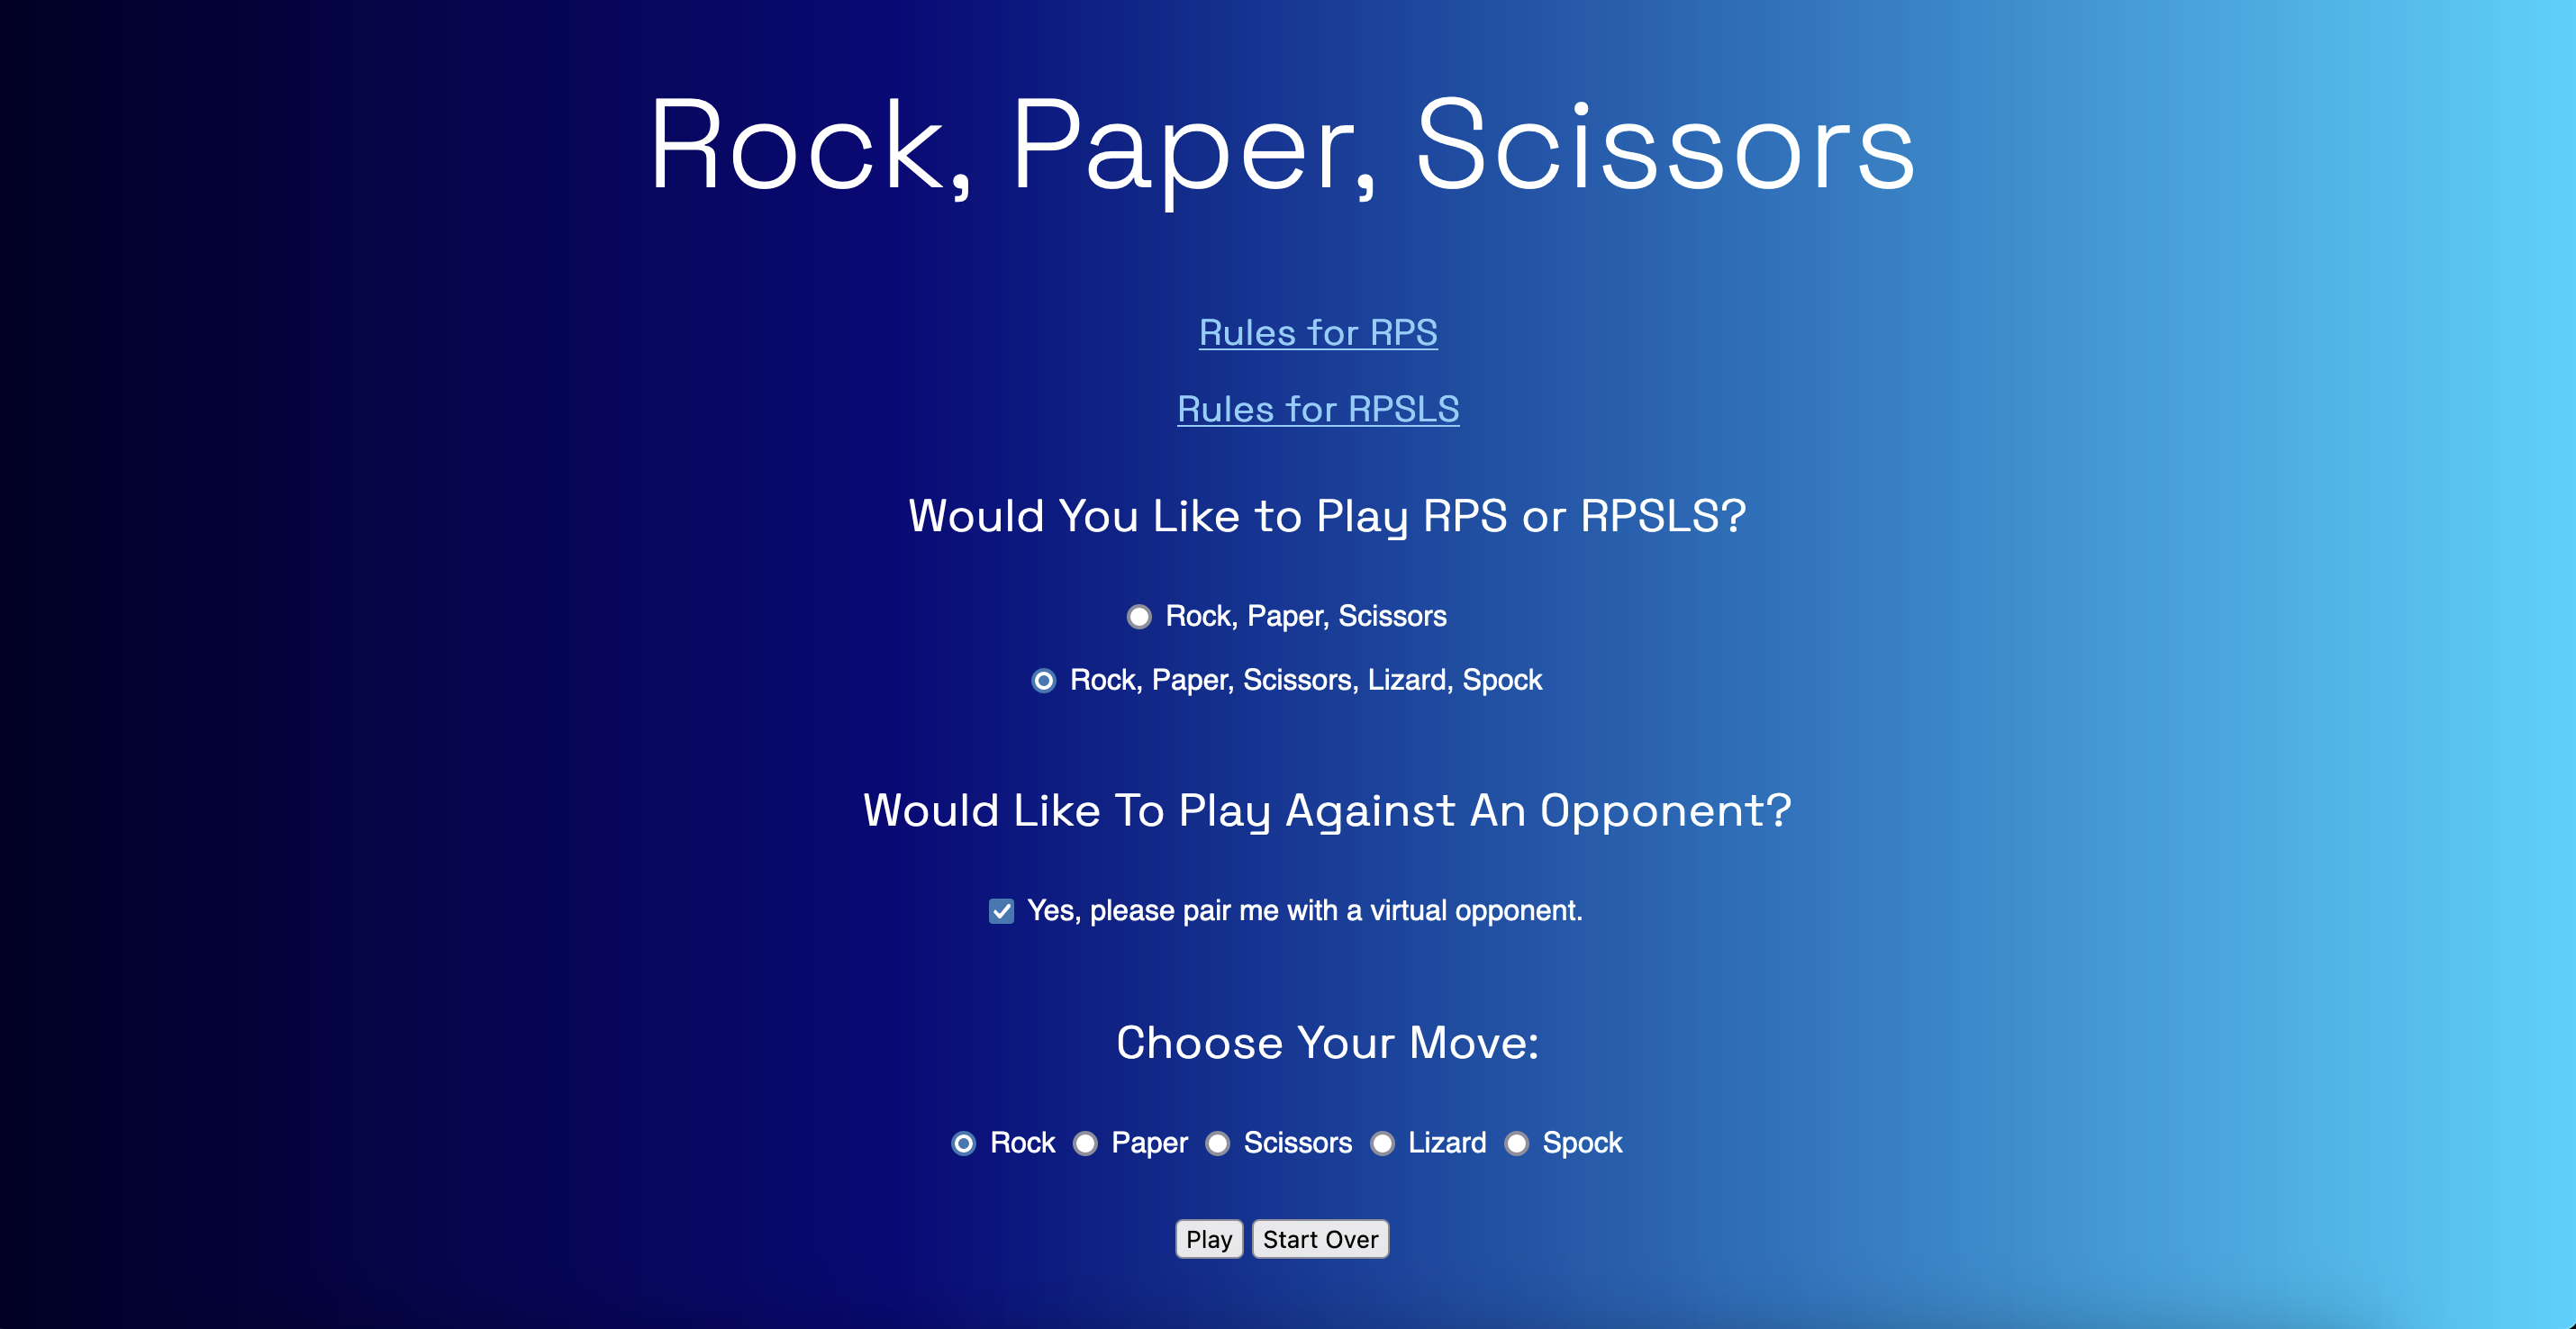 Rock, Paper, Scissors
Rules for RPS
Rules for RPSLS
Would You Like to Play RPS or RPSLS?
Rock, Paper, Scissors
Rock, Paper, Scissors, Lizard, Spock
Would Like To Play Against An Opponent?
Yes, please pair me with a virtual opponent.
Choose Your Move:
Rock Paper Scissors Lizard Spock
Play Start Over